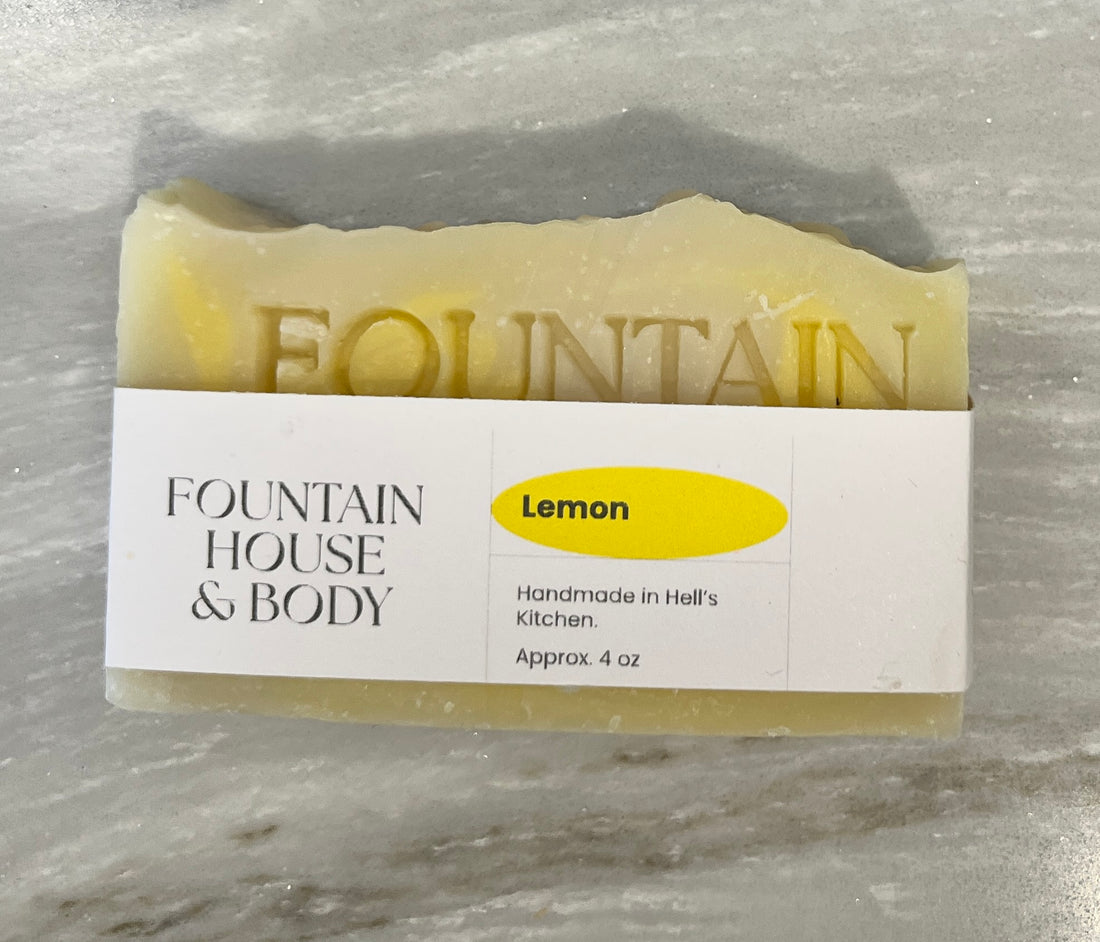 FOUNTAIN
FOUNTAIN
HOUSE
& BODY
Lemon
Handmade in Hell's
Kitchen.
Approx. 4 oz